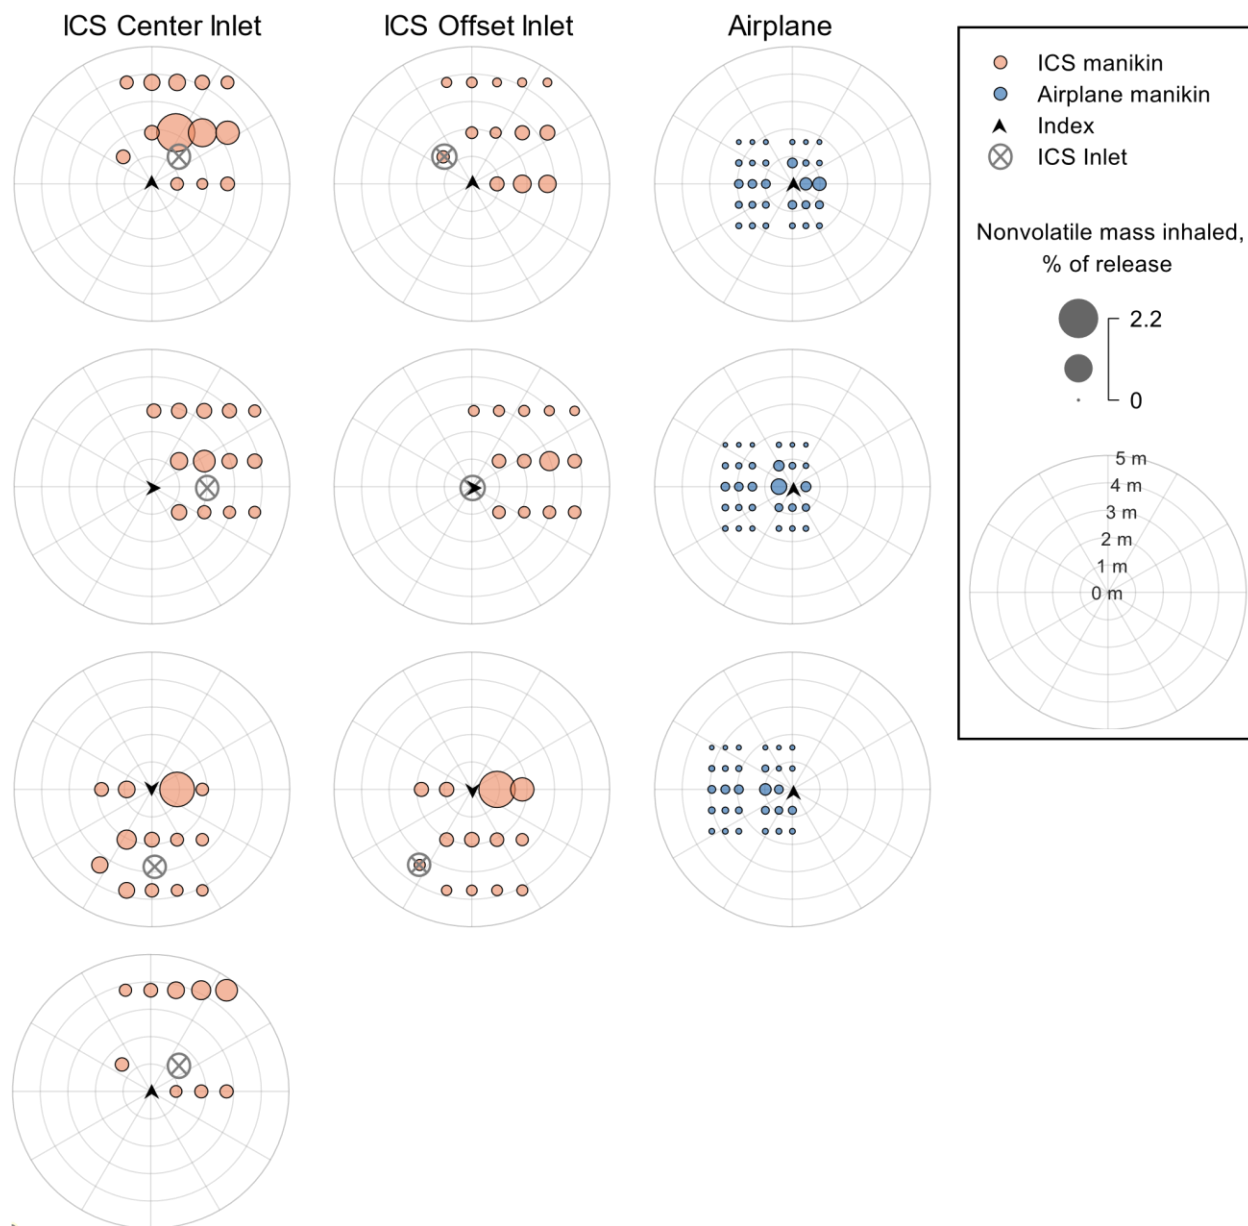 ICS Center Inlet
ICS Offset Inlet
Airplane
ICS manikin
Airplane manikin
Index
ICS Inlet
Nonvolatile mass inhaled,
% of release
2.2
0
5 m
4 m
3 m
2 m
1 m
0 m